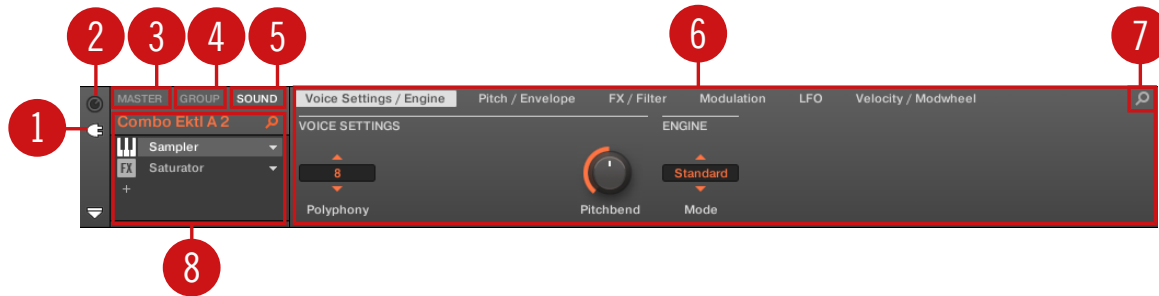 2 3 4 5 6 7
MASTER GROUP SOUND Voice Settings / Engine Pitch / Envelope FX / Filter Modulation LFO Velocity / Modwheel
1 Combo Ektl A 2 VOICE SETTINGS ENGINE
Sampler
FX Saturator 8 Standard
+
Polyphony Pitchbend Mode
8